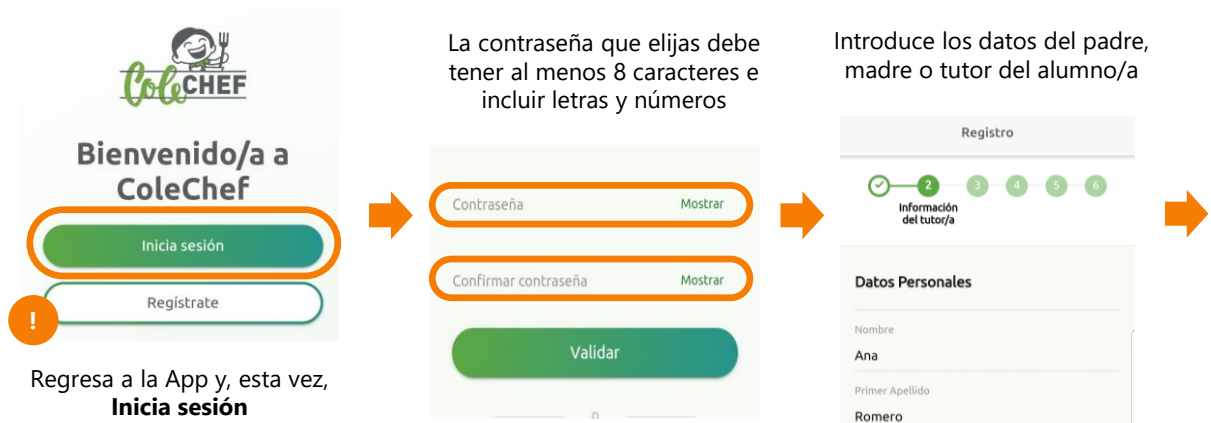 ColeCHEF
Bienvenido/a a
ColeChef
Inicia sesión
Regístrate
!
Regresa a la App y, esta vez,
Inicia sesión
La contraseña que elijas debe
tener al menos 8 caracteres e
incluir letras y números
Contraseña Mostrar
Confirmar contraseña Mostrar
Validar
Introduce los datos del padre,
madre o tutor del alumno/a
Registro
2 3 4 5 6
Información
del tutor/a
Datos Personales
Nombre
Ana
Primer Apellido
Romero